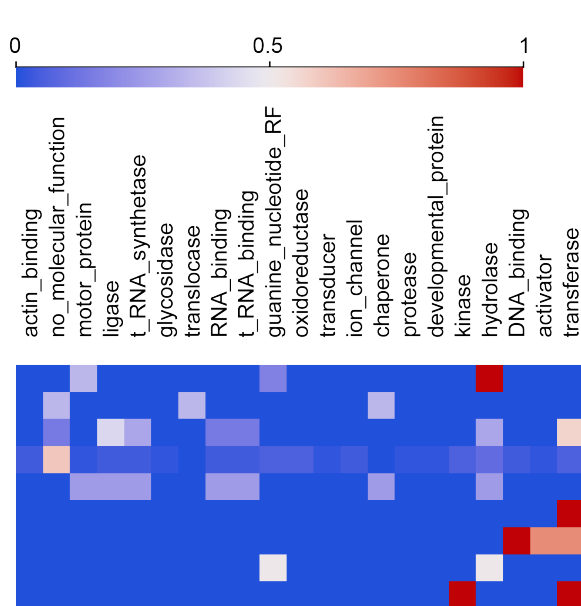 0 0.5 1
actin_binding
no_molecular_function
motor_protein
ligase
t_RNA_synthetase
glycosidase
translocase
RNA_binding
t_RNA_binding
guanine_nucleotide_RF
oxidoreductase
transducer
ion_channel
chaperone
protease
developmental_protein
kinase
hydrolase
DNA_binding
activator
transferase